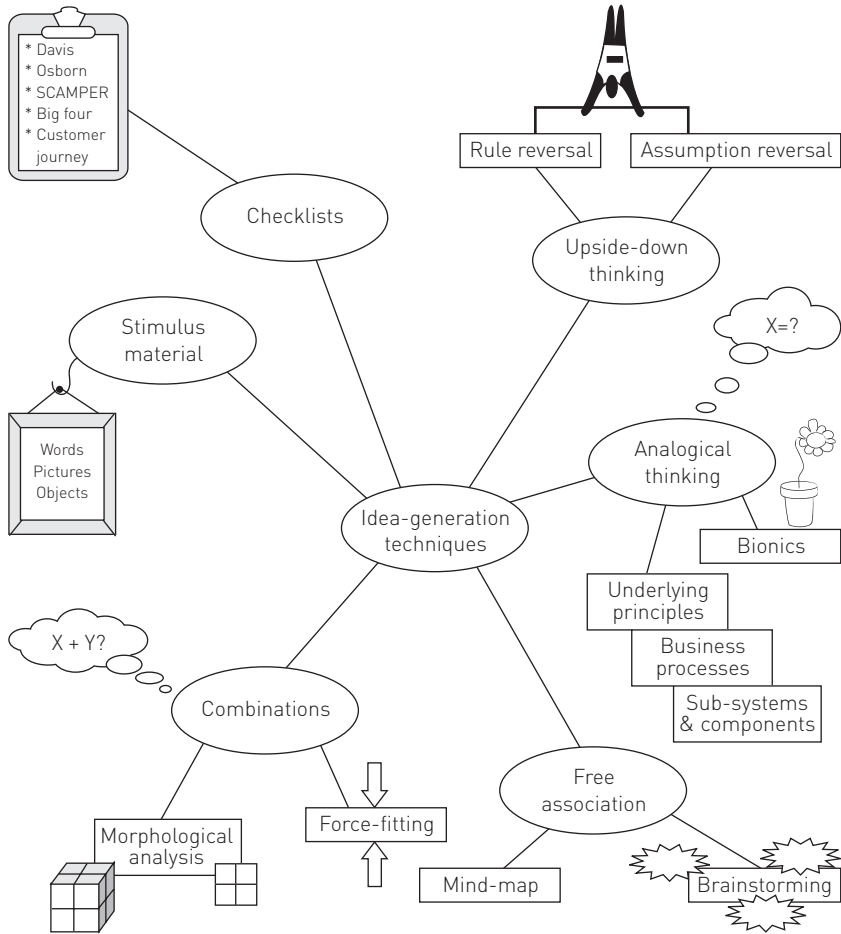 * Davis
* Osborn
* SCAMPER
* Big four
* Customer
journey
Checklists
Rule reversal
Assumption reversal
Upside-down
thinking
Stimulus
material
Words
Pictures
Objects
X=?
Analogical
thinking
Bionics
Underlying
principles
Business
processes
Sub-systems
& components
Idea-generation
techniques
X + Y?
Combinations
Morphological
analysis
Force-fitting
Free
association
Mind-map
Brainstorming